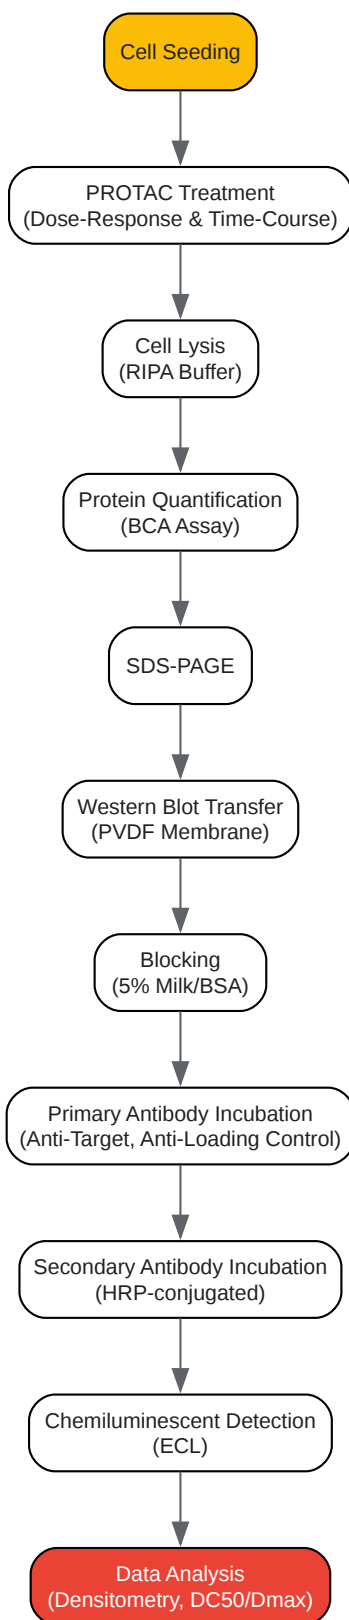 Cell Seeding
PROTAC Treatment
(Dose-Response & Time-Course)
Cell Lysis
(RIPA Buffer)
Protein Quantification
(BCA Assay)
SDS-PAGE
Western Blot Transfer
(PVDF Membrane)
Blocking
(5% Milk/BSA)
Primary Antibody Incubation
(Anti-Target, Anti-Loading Control)
Secondary Antibody Incubation
(HRP-conjugated)
Chemiluminescent Detection
(ECL)
Data Analysis
(Densitometry, DC50/Dmax)